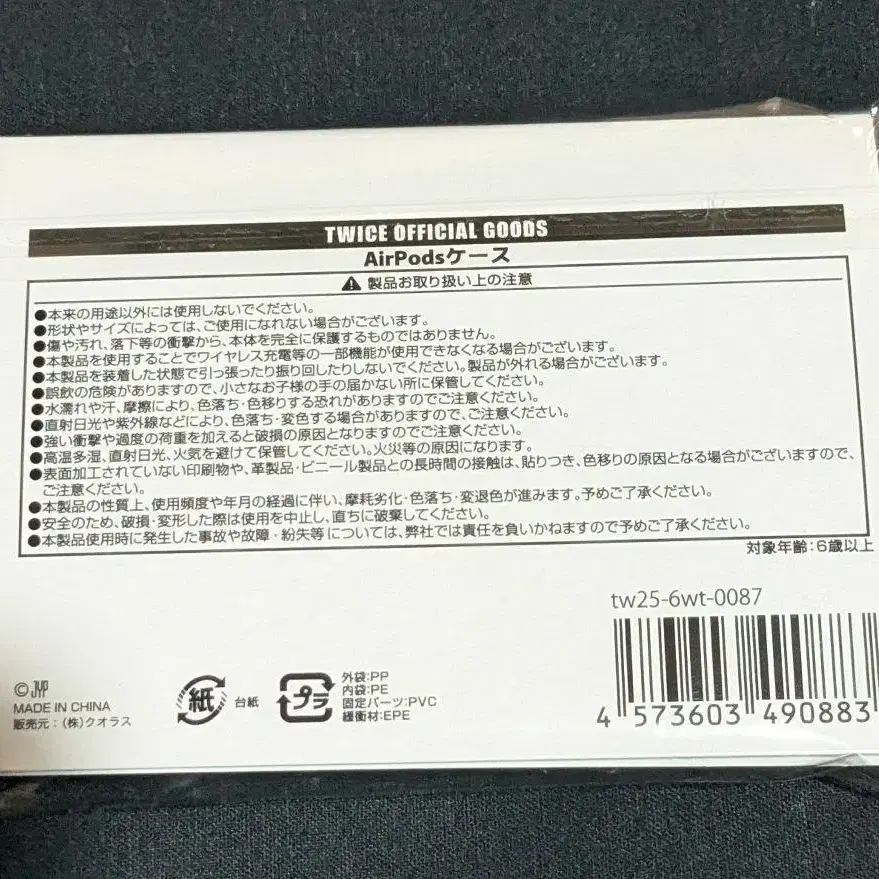 TWICE OFFICIAL GOODS
AirPodsケース
製品お取り扱い上の注意
●本来の用途以外には使用しないでください。
●形状やサイズによっては、ご使用になれない場合がございます。
●傷や汚れ、落下等の衝撃から、本体を完全に保護するものではありません。
●本製品を使用することでワイヤレス充電等の一部機能が使用できなくなる場合がございます。
●本製品を装着した状態で引っ張ったり振り回したりしないでください。製品が外れる場合がございます。
●誤飲の危険がありますので、小さなお子様の手の届かない所に保管してください。
●水濡れや汗、摩擦により、色落ち・色移りする恐れがありますのでご注意ください。
●直射日光や紫外線などにより、色落ち・変色する場合がありますので、ご注意ください。
●強い衝撃や過度の荷重を加えると破損の原因となりますのでご注意ください。
●高温多湿、直射日光、火気を避けて保管してください。火災等の原因になります。
●表面加工されていない印刷物や、革製品・ビニール製品との長時間の接触は、貼りつき、色移りの原因となる場合がございますので、
ご注意ください。
●本製品の性質上、使用頻度や年月の経過に伴い、摩耗劣化・色落ち・変退色が進みます。予めご了承ください。
●安全のため、破損・変形した際は使用を中止し、直ちに破棄してください。
●本製品使用時に発生した事故や故障・紛失等については、弊社では責任を負いかねますので予めご了承ください。
対象年齢：6歳以上
tw25-6wt-0087
4 573603 490883
© JYP
MADE IN CHINA
販売元：（株）クオラス
紙 台紙
プラ
外袋：PP
内袋：PE
固定パーツ：PVC
緩衝材：EPE